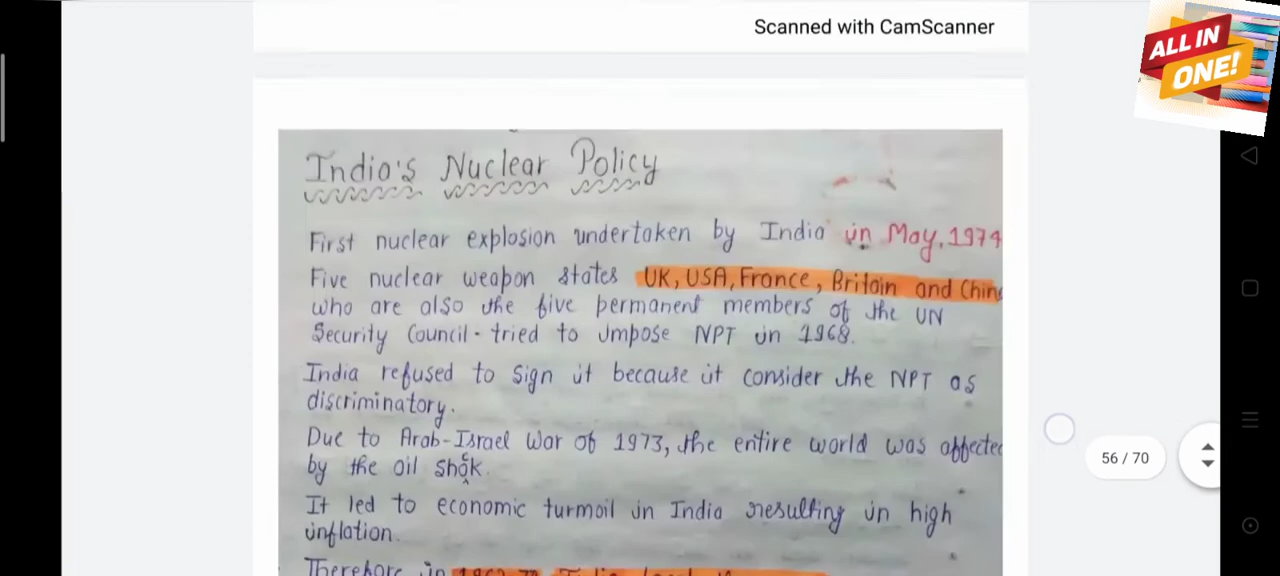 Scanned with CamScanner
ALL IN
ONE!
India's Nuclear Policy
First nuclear explosion undertaken by India in May, 1974
Five nuclear weapon states UK, USA, France, Britain and Chin
who are also the five permanent members of the UN
Security Council - tried to impose NPT in 1968.
India refused to sign it because it consider the NPT as
discriminatory.
Due to Arab-Israel War of 1973, the entire world was affected
by the oil shock.
It led to economic turmoil in India resulting in high
inflation.
56 / 70
Therefore in